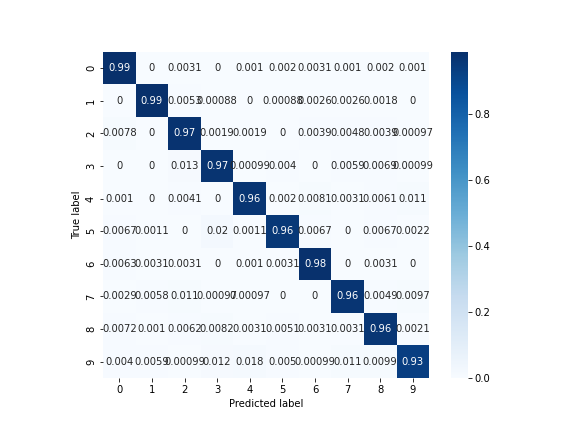 0 0.99 0 0.0031 0 0.001 0.002 0.0031 0.001 0.002 0.001
1 0 0.99 0.0053 0.00088 0 0.00088 0.0026 0.0026 0.0018 0
2 0.0078 0 0.97 0.0019 0.0019 0 0.0039 0.0048 0.0039 0.00097
3 0 0 0.013 0.97 0.00099 0.004 0 0.0059 0.0069 0.00099
4 0.001 0 0.0041 0 0.96 0.002 0.0081 0.0031 0.0061 0.011
5 0.0067 0.0011 0 0.02 0.0011 0.96 0.0067 0 0.0067 0.0022
6 0.0063 0.0031 0.0031 0 0.001 0.0031 0.98 0 0.0031 0
7 0.0029 0.0058 0.011 0.00097 0.00097 0 0 0.96 0.0049 0.0097
8 0.0072 0.001 0.0062 0.0082 0.0031 0.0051 0.0031 0.0031 0.96 0.0021
9 0.004 0.0059 0.00099 0.012 0.018 0.005 0.00099 0.011 0.0099 0.93
0 1 2 3 4 5 6 7 8 9
Predicted label
True label
0.8
0.6
0.4
0.2
0.0